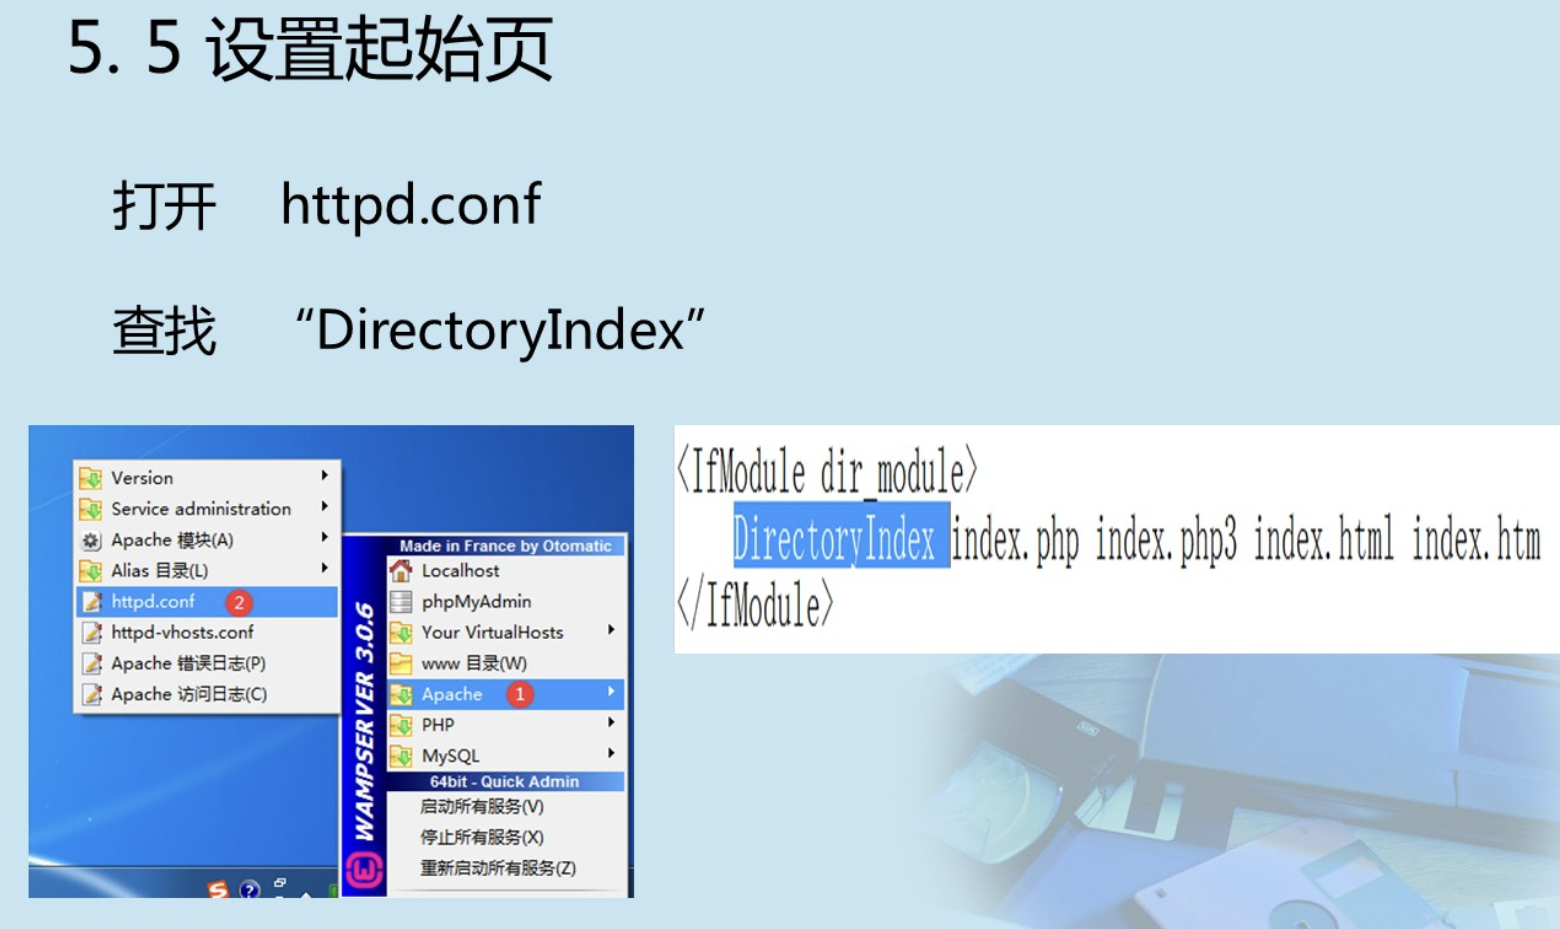 5. 5 设置起始页
打开 httpd.conf
查找 “DirectoryIndex”
Version
Service administration
Apache 模块(A)
Alias 目录(L)
httpd.conf 2
httpd-vhosts.conf
Apache 错误日志(P)
Apache 访问日志(C)
WAMPSERVER 3.0.6
Made in France by Otomatic
Localhost
phpMyAdmin
Your VirtualHosts
www 目录(W)
Apache 1
PHP
MySQL
64bit - Quick Admin
启动所有服务(V)
停止所有服务(X)
重新启动所有服务(Z)
<IfModule dir_module>
DirectoryIndex index.php index.php3 index.html index.htm
</IfModule>